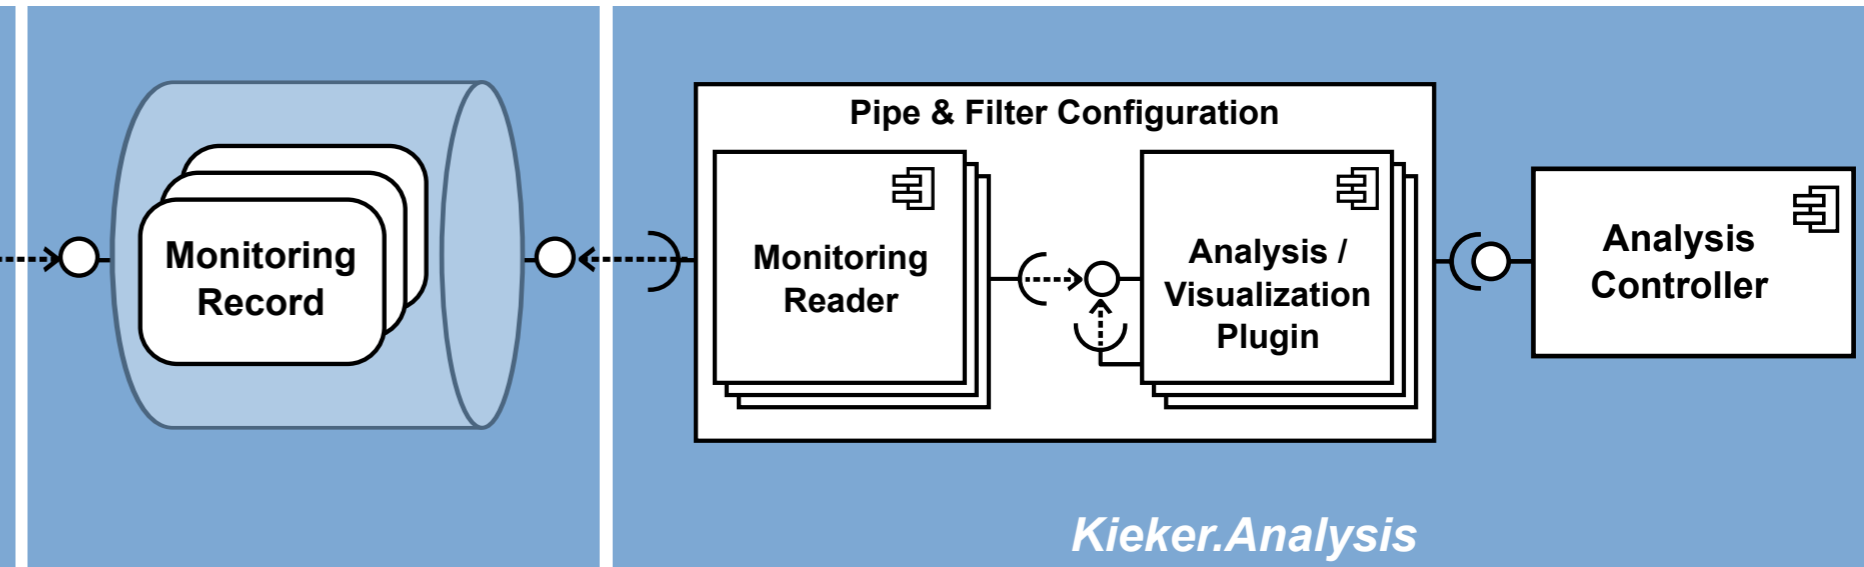 Pipe & Filter Configuration
Monitoring
Record
Monitoring
Reader
Analysis /
Visualization
Plugin
Analysis
Controller
Kieker.Analysis